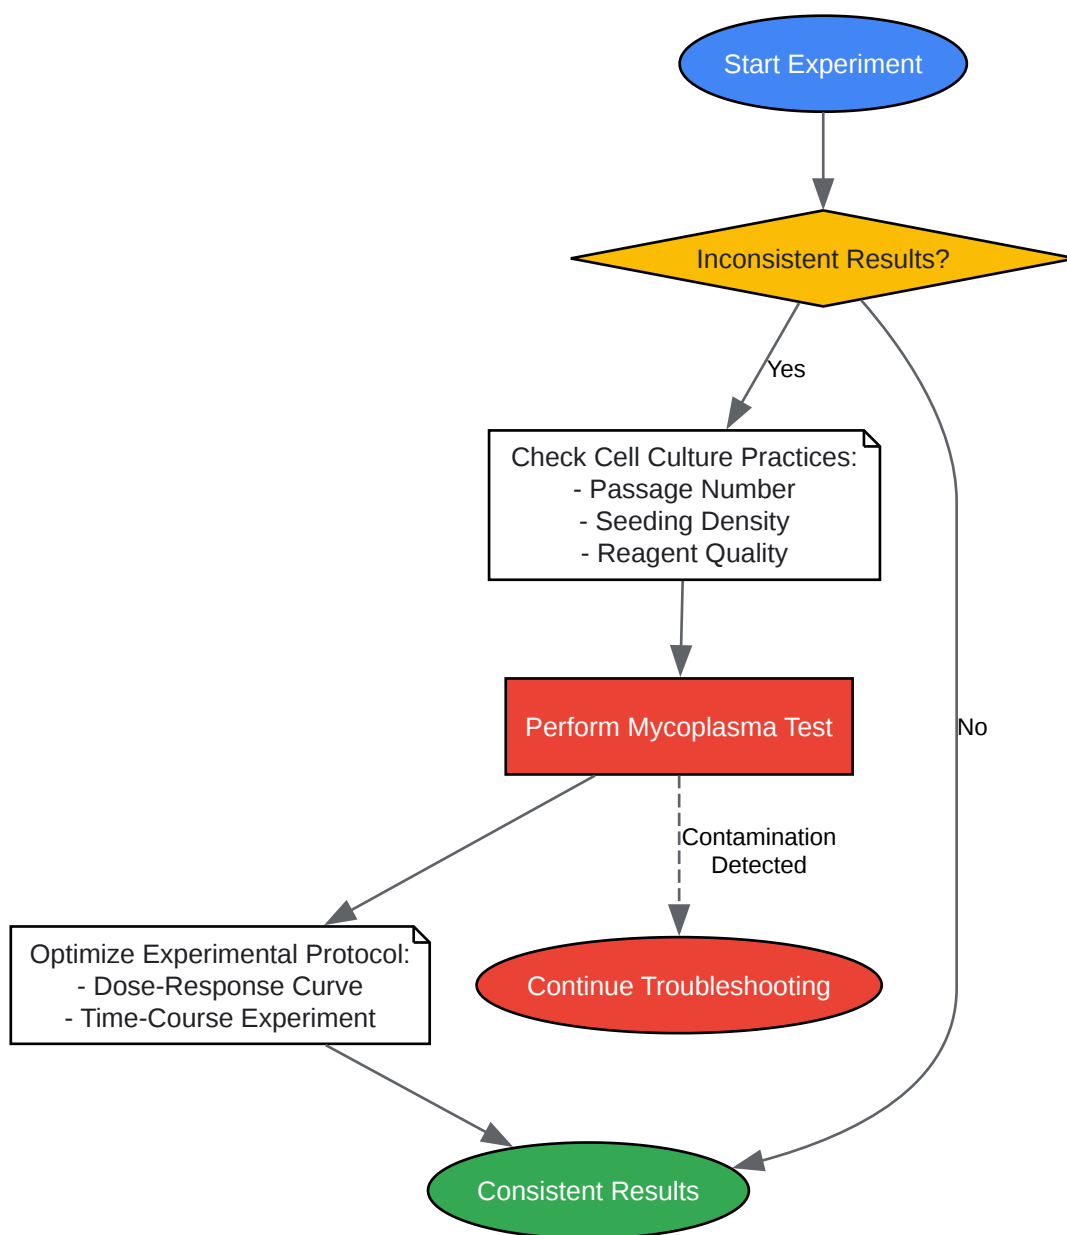 Start Experiment
Inconsistent Results?
Yes
Check Cell Culture Practices:
- Passage Number
- Seeding Density
- Reagent Quality
Perform Mycoplasma Test
No
Contamination
Detected
Optimize Experimental Protocol:
- Dose-Response Curve
- Time-Course Experiment
Continue Troubleshooting
Consistent Results